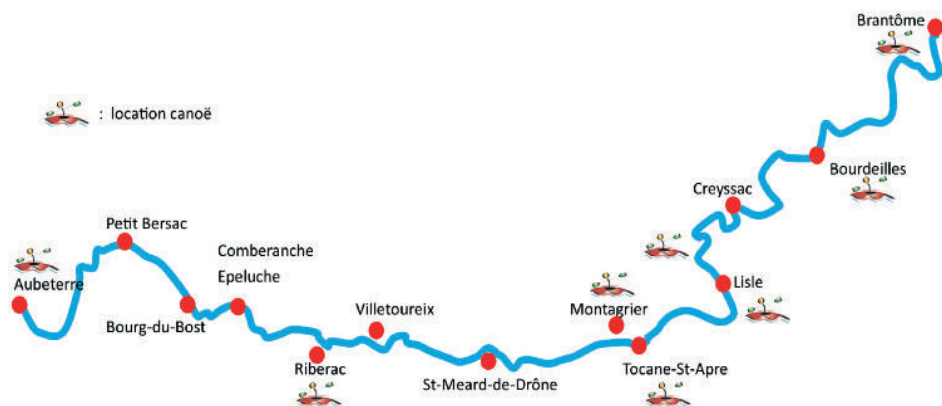 Brantôme
: location canoë
Bourdeilles
Creyssac
Petit Bersac
Comberanche
Epeluche
Aubeterre
Lisle
Villetoureix
Montagrier
Bourg-du-Bost
Riberac
St-Meard-de-Drône
Tocane-St-Apre